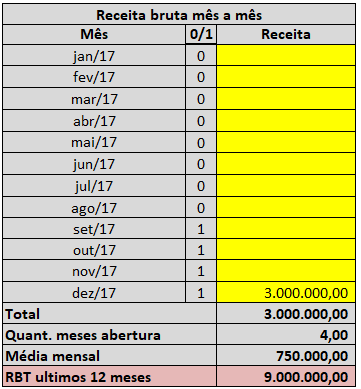 Receita bruta mês a mês
Mês 0/1 Receita
jan/17 0
fev/17 0
mar/17 0
abr/17 0
mai/17 0
jun/17 0
jul/17 0
ago/17 0
set/17 1
out/17 1
nov/17 1
dez/17 1 3.000.000,00
Total 3.000.000,00
Quant. meses abertura 4,00
Média mensal 750.000,00
RBT ultimos 12 meses 9.000.000,00